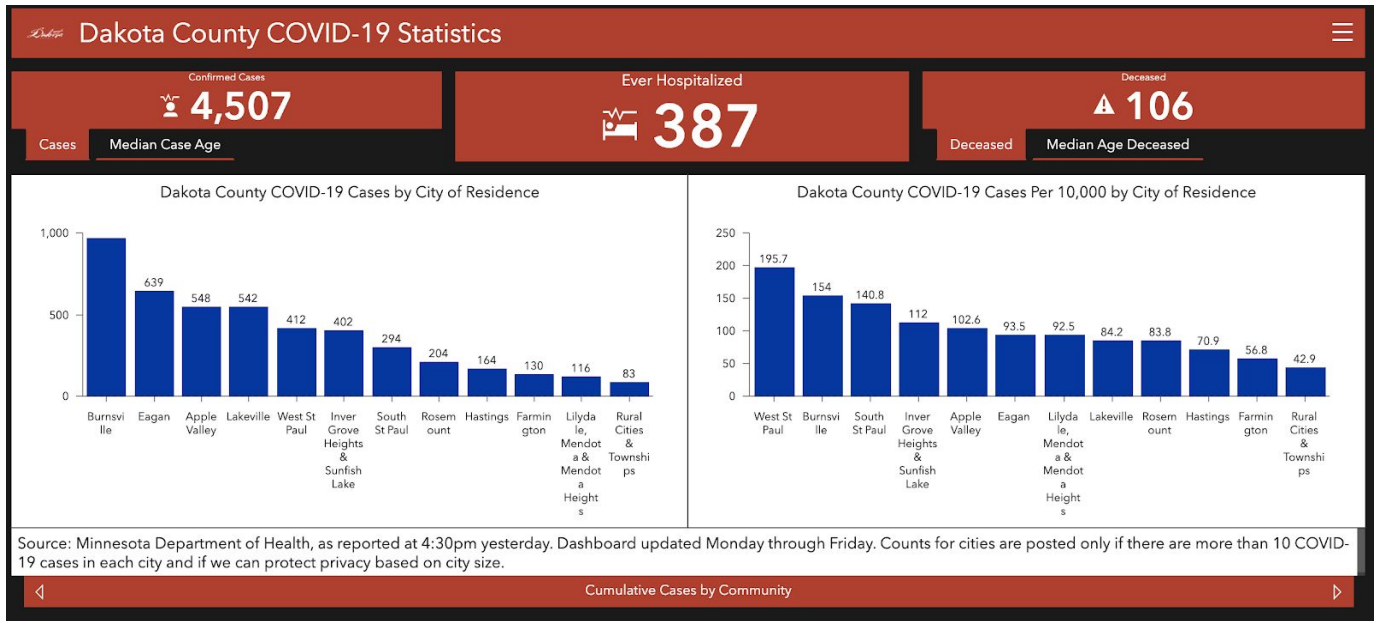 Dakota
Dakota County COVID-19 Statistics
Confirmed Cases
4,507
Cases
Median Case Age
Ever Hospitalized
387
Deceased
106
Deceased
Median Age Deceased
Dakota County COVID-19 Cases by City of Residence
1,000
500
0
639
548
542
412
402
294
204
164
130
116
83
Burnsvi
lle
Eagan
Apple
Valley
Lakeville
West St
Paul
Inver
Grove
Heights
&
Sunfish
Lake
South
St Paul
Rosem
ount
Hastings
Farmin
gton
Lilyda
le,
Mendot
a &
Mendot
a
Height
s
Rural
Cities
&
Townshi
ps
Dakota County COVID-19 Cases Per 10,000 by City of Residence
250
200
150
100
50
0
195.7
154
140.8
112
102.6
93.5
92.5
84.2
83.8
70.9
56.8
42.9
West St
Paul
Burnsvi
lle
South
St Paul
Inver
Grove
Heights
&
Sunfish
Lake
Apple
Valley
Eagan
Lilyda
le,
Mendot
a &
Mendot
a
Height
s
Lakeville
Rosem
ount
Hastings
Farmin
gton
Rural
Cities
&
Townshi
ps
Source: Minnesota Department of Health, as reported at 4:30pm yesterday. Dashboard updated Monday through Friday. Counts for cities are posted only if there are more than 10 COVID-
19 cases in each city and if we can protect privacy based on city size.
Cumulative Cases by Community